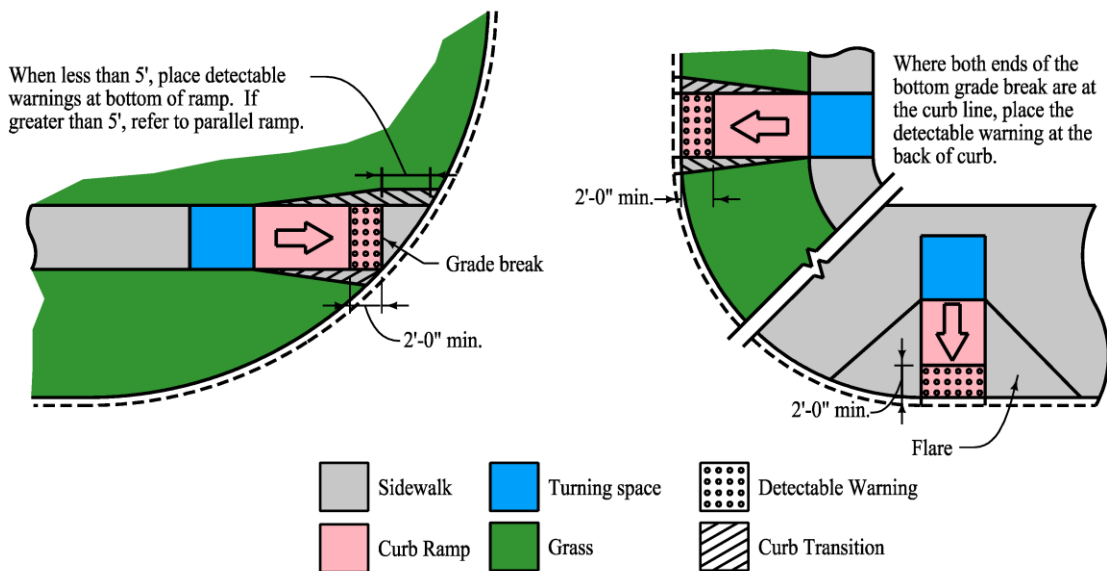 When less than 5', place detectable
warnings at bottom of ramp. If
greater than 5', refer to parallel ramp.
Grade break
2'-0" min.
Where both ends of the
bottom grade break are at
the curb line, place the
detectable warning at the
back of curb.
2'-0" min.
2'-0" min.
Flare
Sidewalk
Turning space
Detectable Warning
Curb Ramp
Grass
Curb Transition